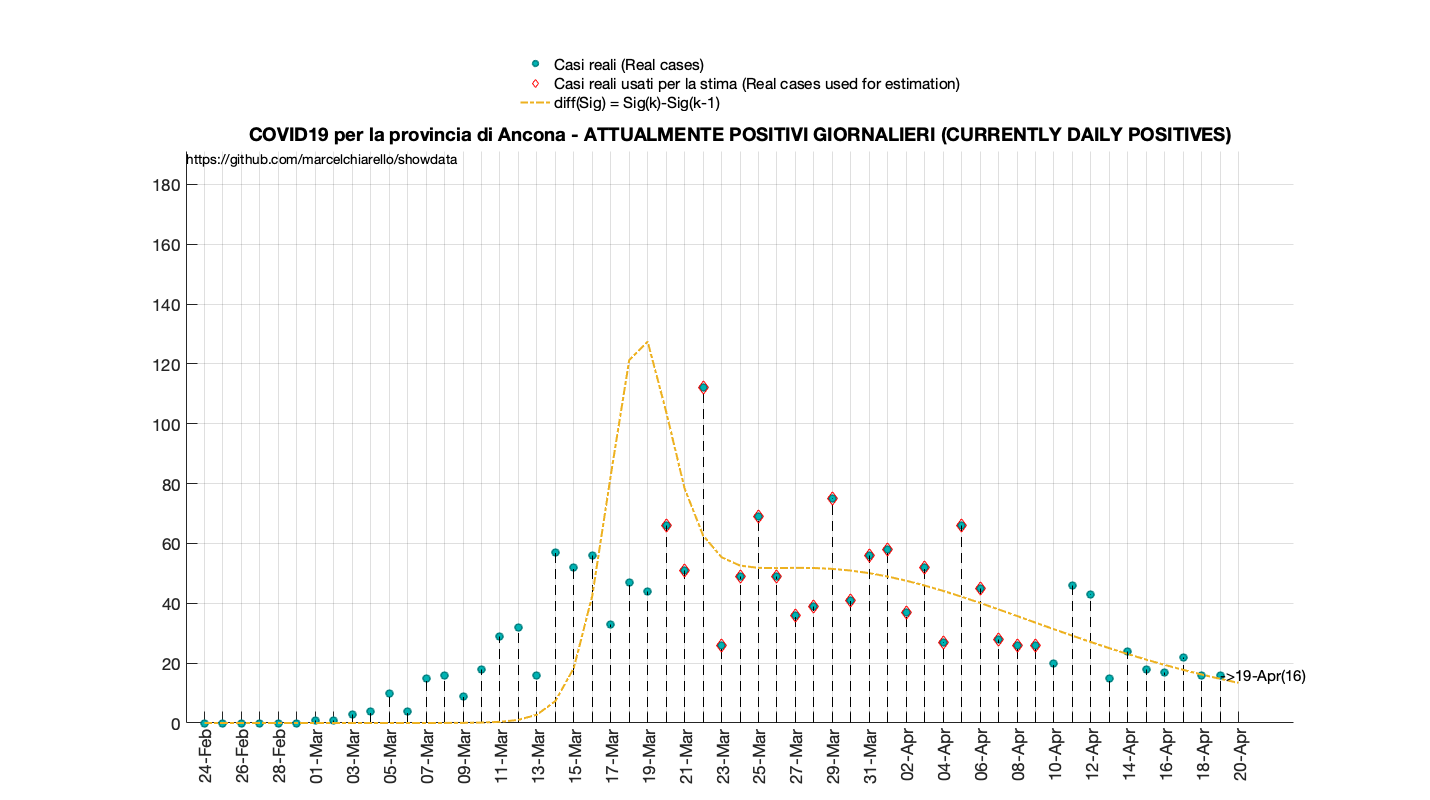 Casi reali (Real cases)
Casi reali usati per la stima (Real cases used for estimation)
diff(Sig) = Sig(k)-Sig(k-1)
COVID19 per la provincia di Ancona - ATTUALMENTE POSITIVI GIORNALIERI (CURRENTLY DAILY POSITIVES)
https://github.com/marcelchiarello/showdata
180
160
140
120
100
80
60
40
20
0
->19-Apr(16)
24-Feb
26-Feb
28-Feb
01-Mar
03-Mar
05-Mar
07-Mar
09-Mar
11-Mar
13-Mar
15-Mar
17-Mar
19-Mar
21-Mar
23-Mar
25-Mar
27-Mar
29-Mar
31-Mar
02-Apr
04-Apr
06-Apr
08-Apr
10-Apr
12-Apr
14-Apr
16-Apr
18-Apr
20-Apr